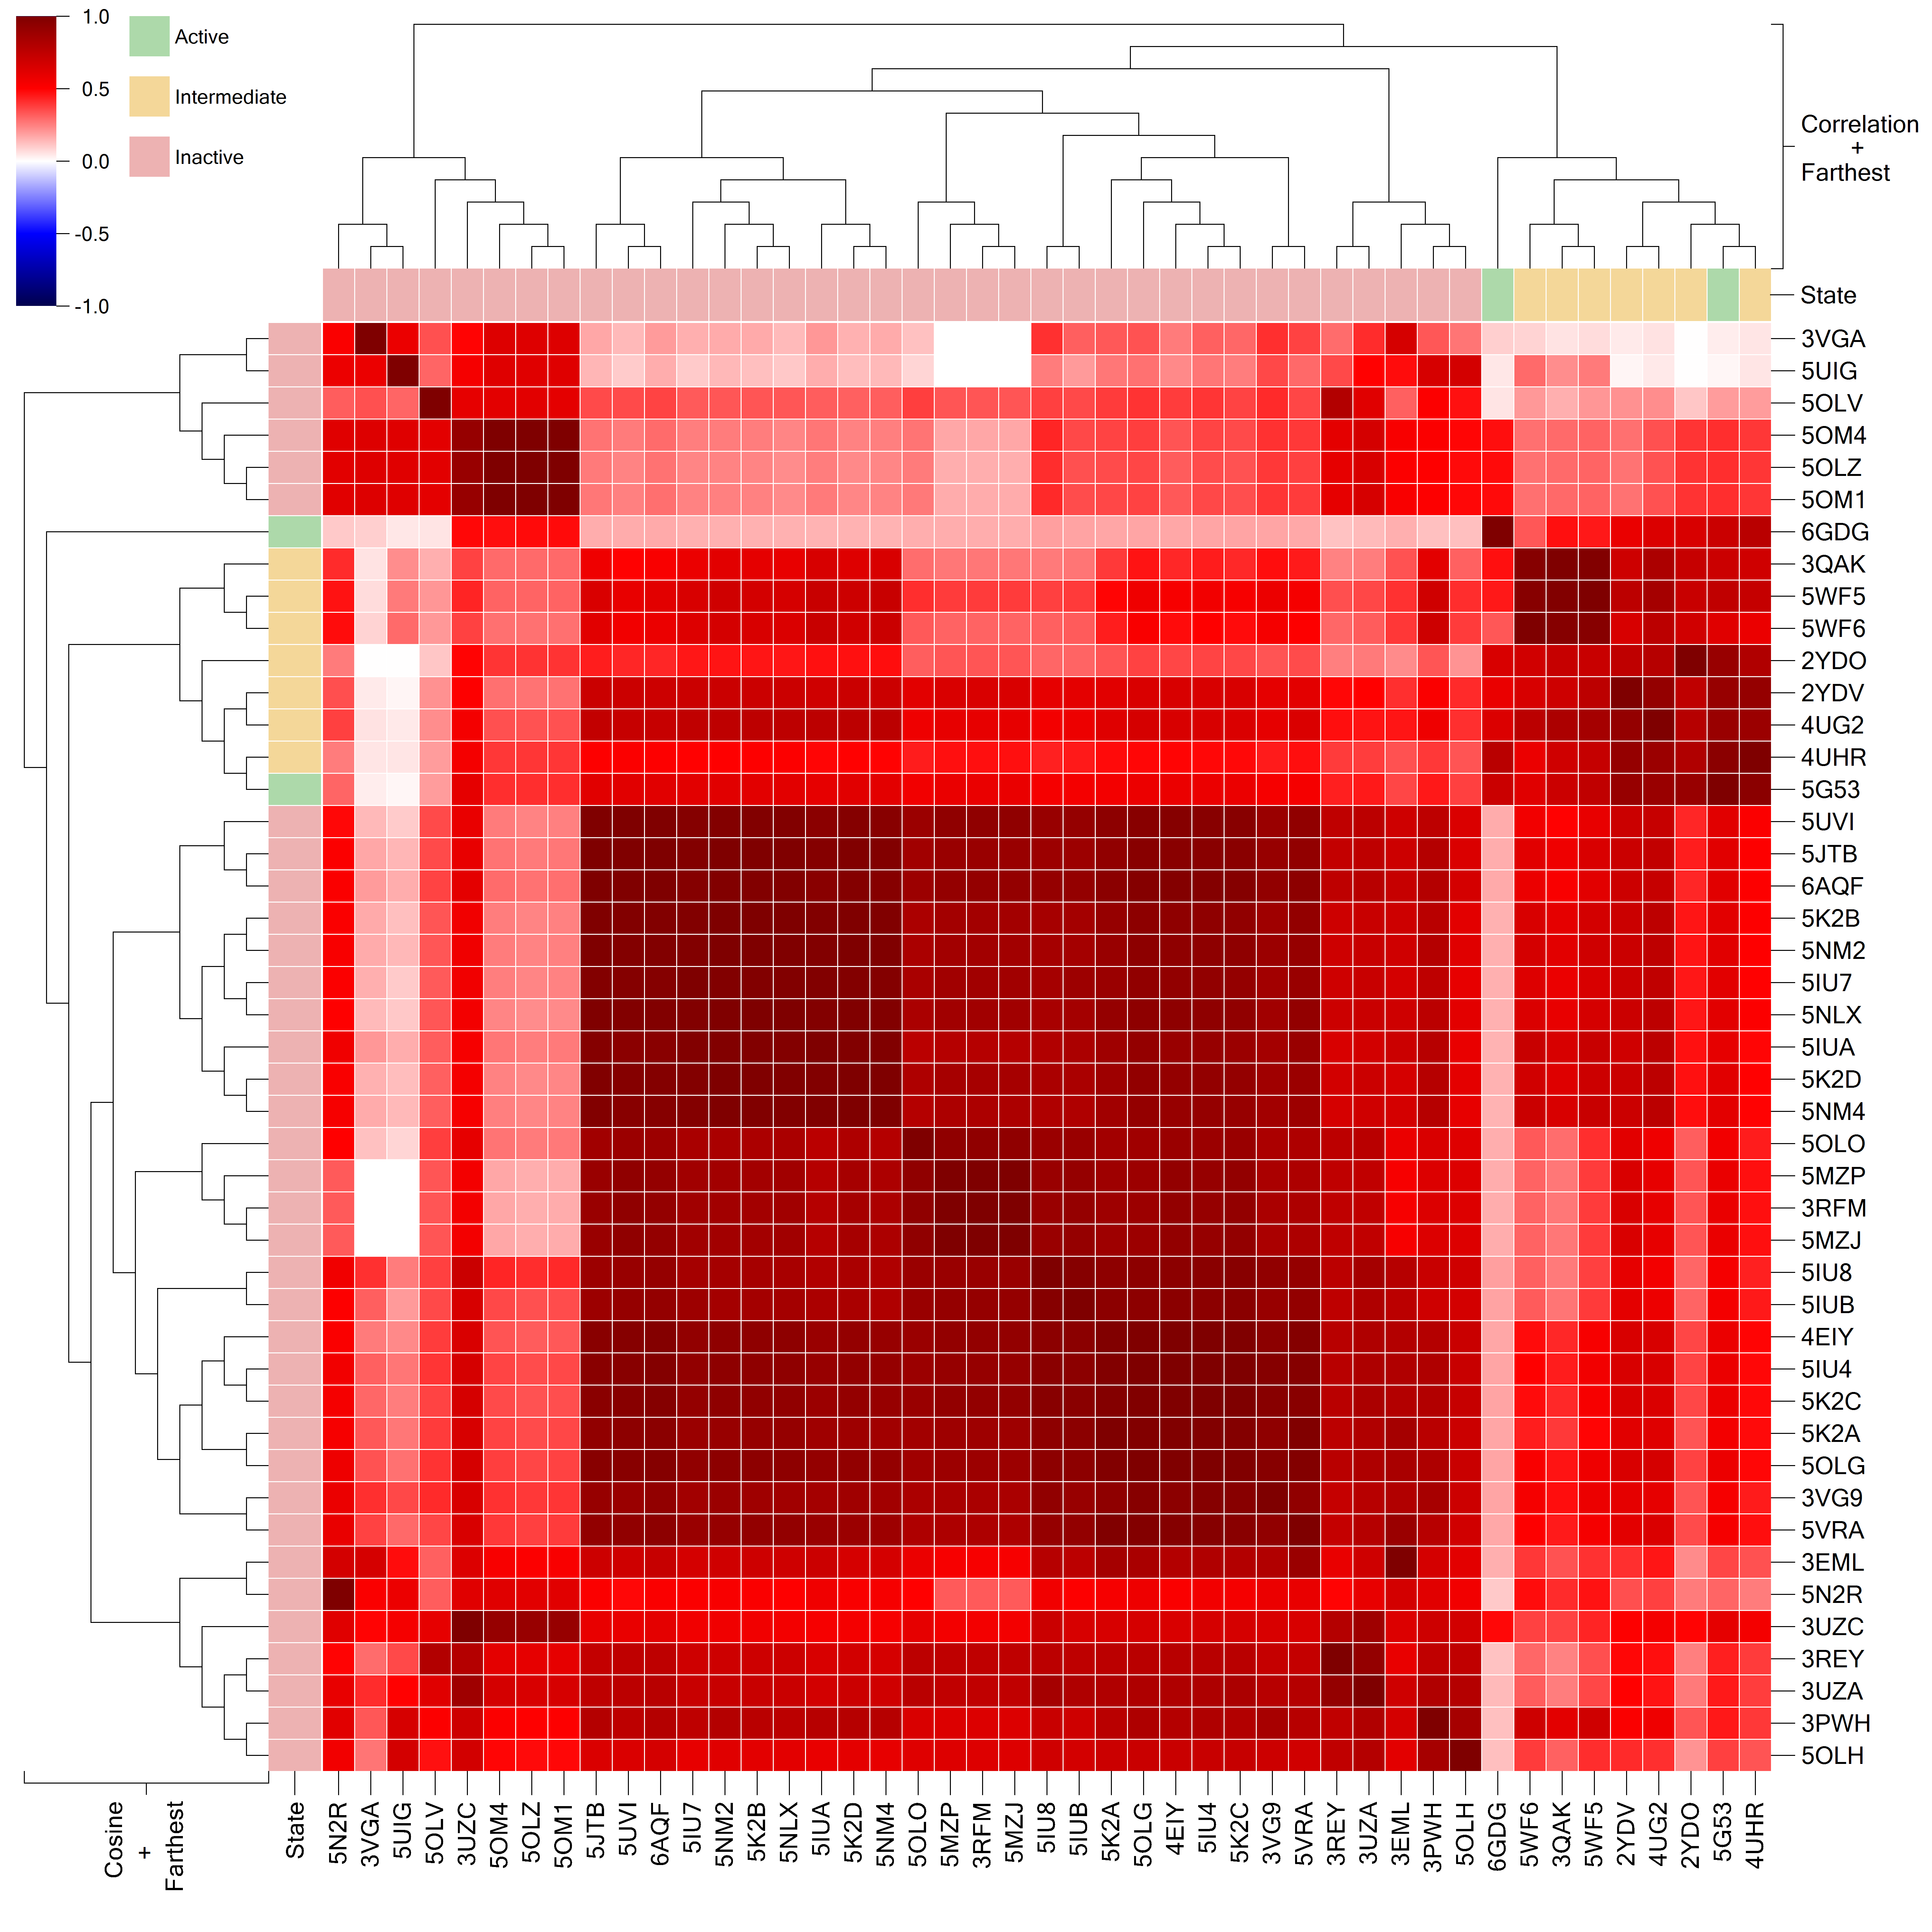 1.0
0.5
0.0
-0.5
-1.0
Active
Intermediate
Inactive
Correlation
+
Farthest
State
3VGA
5UIG
5OLV
5OM4
5OLZ
5OM1
6GDG
3QAK
5WF5
5WF6
2YDO
2YDV
4UG2
4UHR
5G53
5UVI
5JTB
6AQF
5K2B
5NM2
5IU7
5NLX
5IUA
5K2D
5NM4
5OLO
5MZP
3RFM
5MZJ
5IU8
5IUB
4EIY
5IU4
5K2C
5K2A
5OLG
3VG9
5VRA
3EML
5N2R
3UZC
3REY
3UZA
3PWH
5OLH
Cosine
+
Farthest
State
5N2R
3VGA
5UIG
5OLV
3UZC
5OM4
5OLZ
5OM1
5JTB
5UVI
6AQF
5IU7
5NM2
5K2B
5NLX
5IUA
5K2D
5NM4
5OLO
5MZP
3RFM
5MZJ
5IU8
5IUB
5K2A
5OLG
4EIY
5IU4
5K2C
3VG9
5VRA
3REY
3UZA
3EML
3PWH
5OLH
6GDG
5WF6
3QAK
5WF5
2YDV
4UG2
2YDO
5G53
4UHR